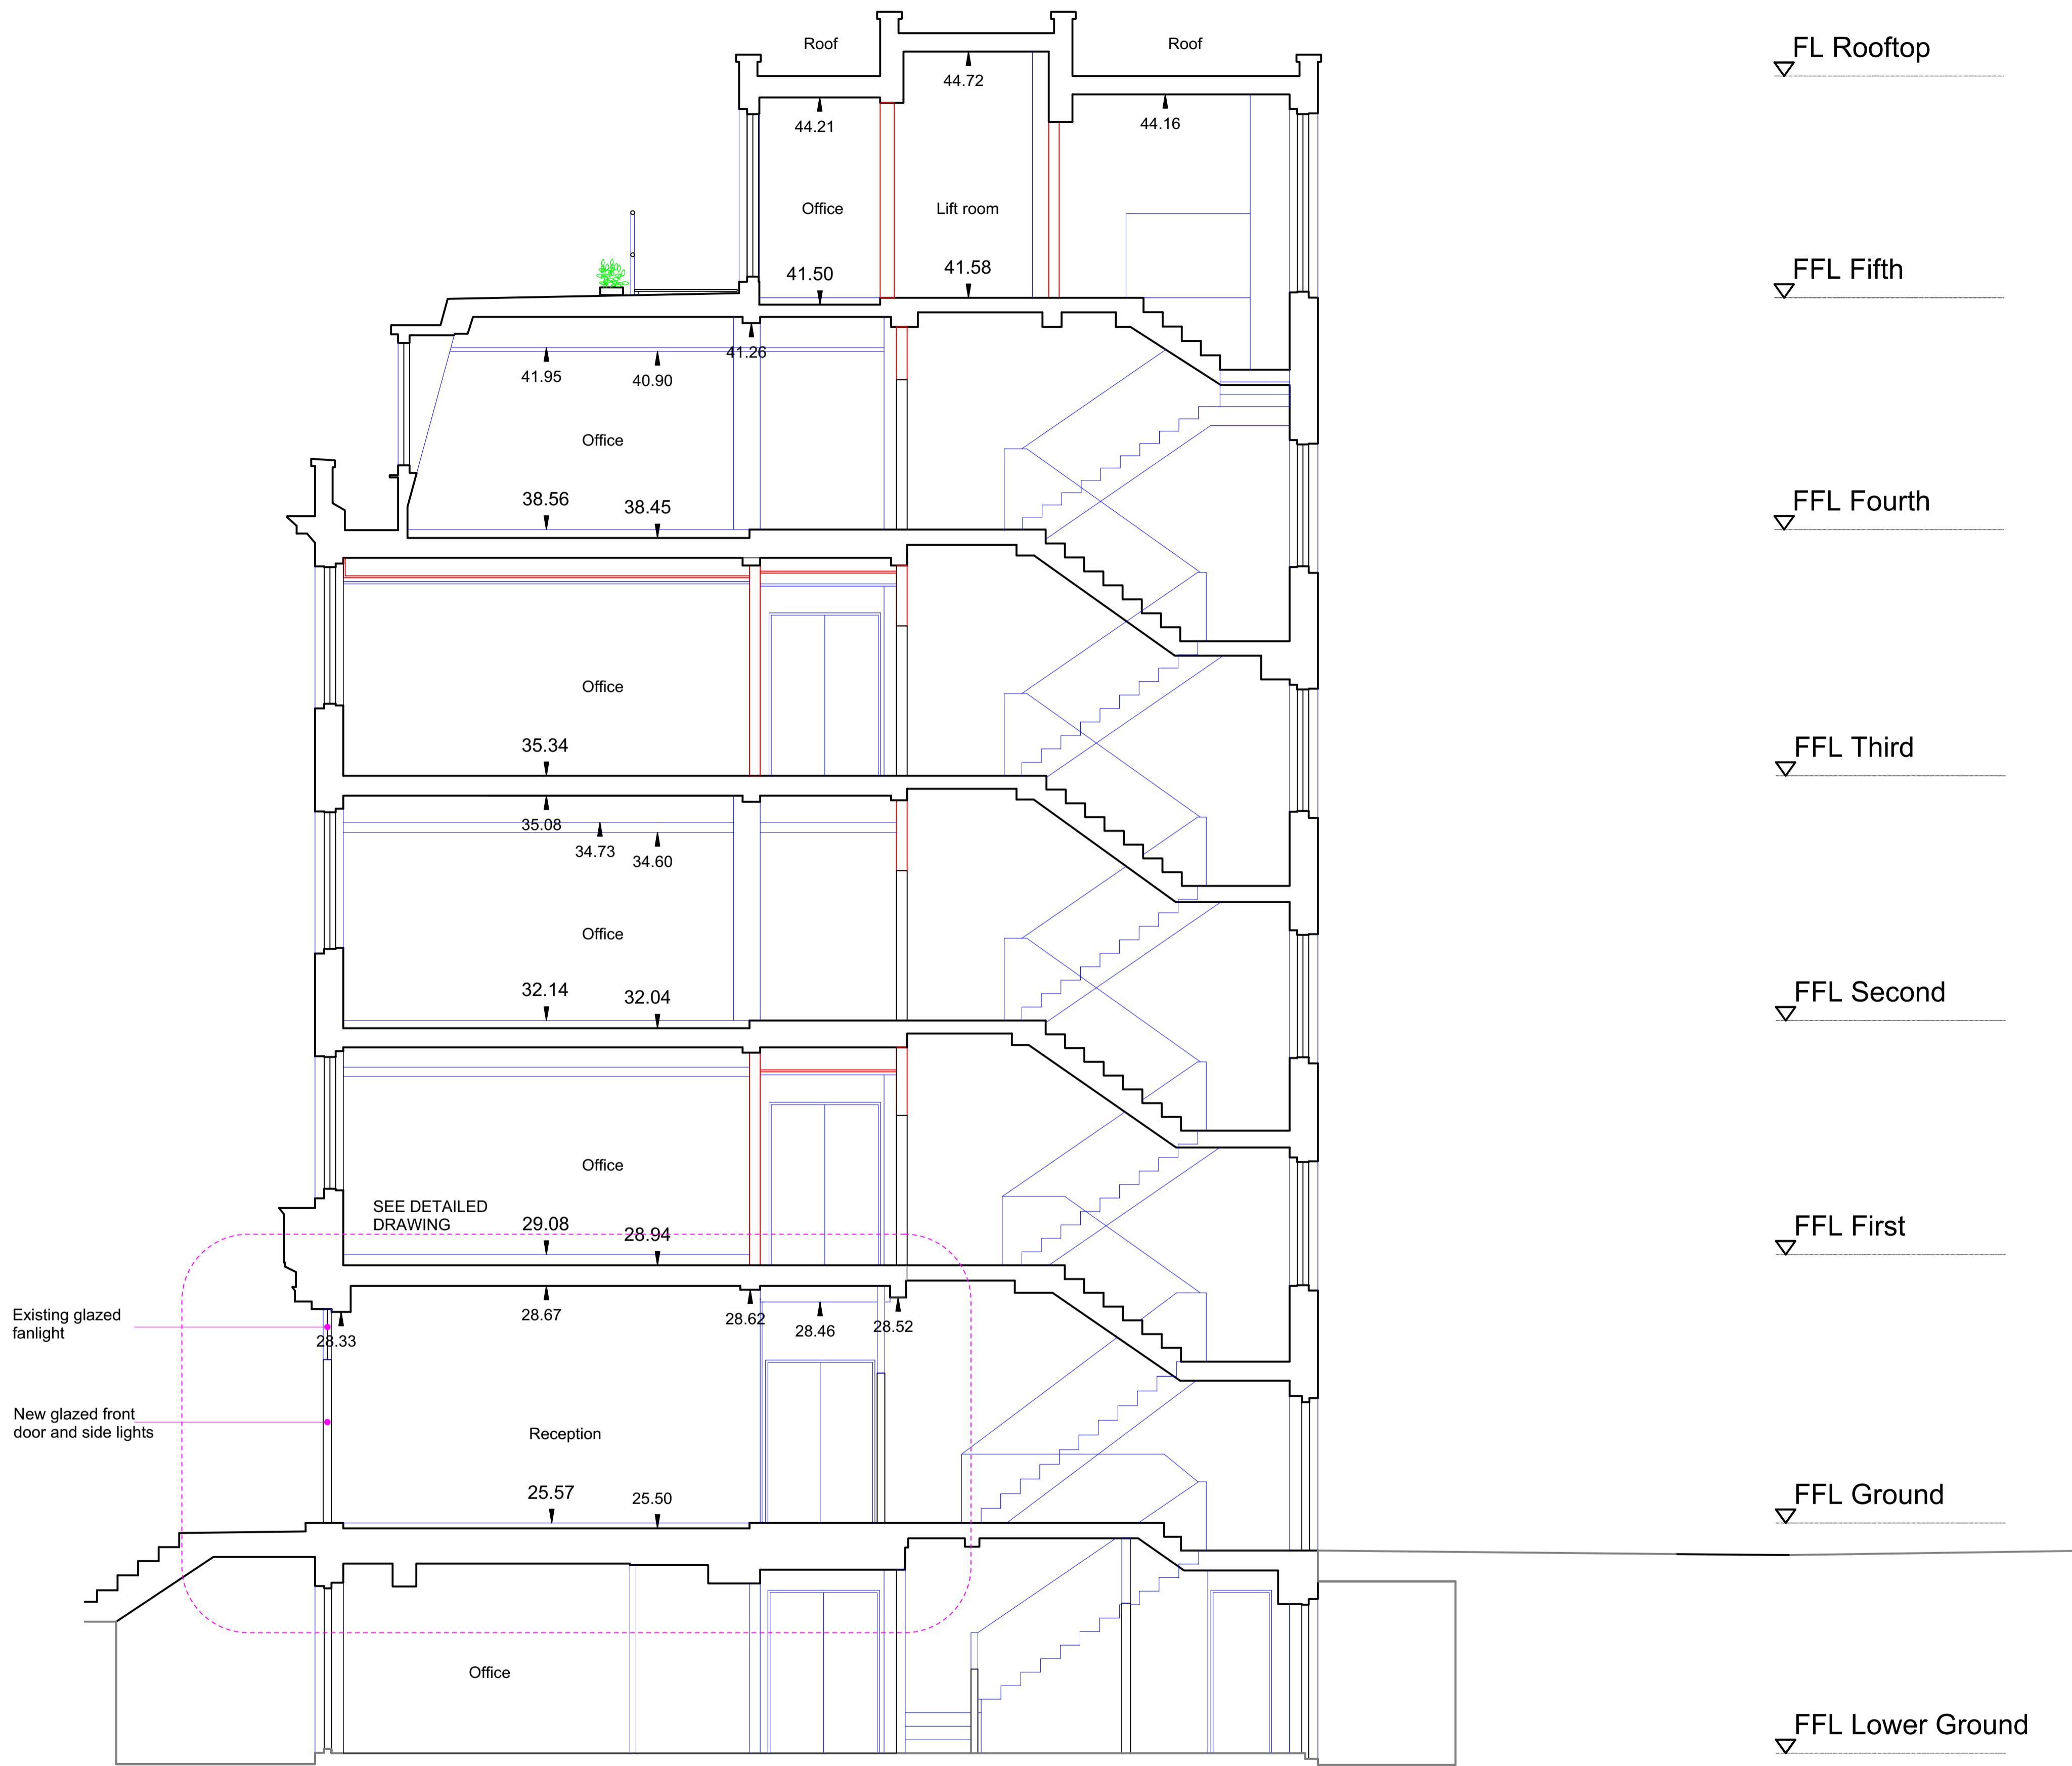 Roof
Roof
FL Rooftop
44.72
44.21
44.16
Office
Lift room
41.50
41.58
FFL Fifth
41.26
41.95
40.90
Office
38.56
38.45
FFL Fourth
Office
35.34
FFL Third
35.08
34.73
34.60
Office
32.14
32.04
FFL Second
Office
SEE DETAILED
DRAWING
29.08
28.94
FFL First
Existing glazed
fanlight
28.33
28.67
28.62
28.46
28.52
New glazed front
door and side lights
Reception
25.57
25.50
FFL Ground
Office
FFL Lower Ground